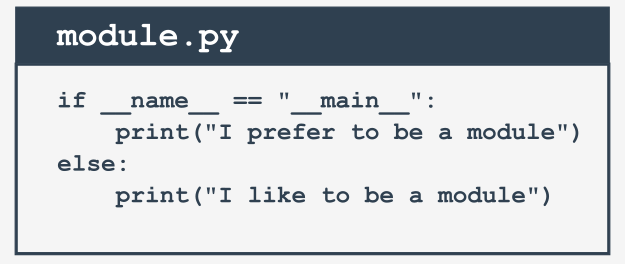 module.py
if __name__ == "__main__":
    print("I prefer to be a module")
else:
    print("I like to be a module")